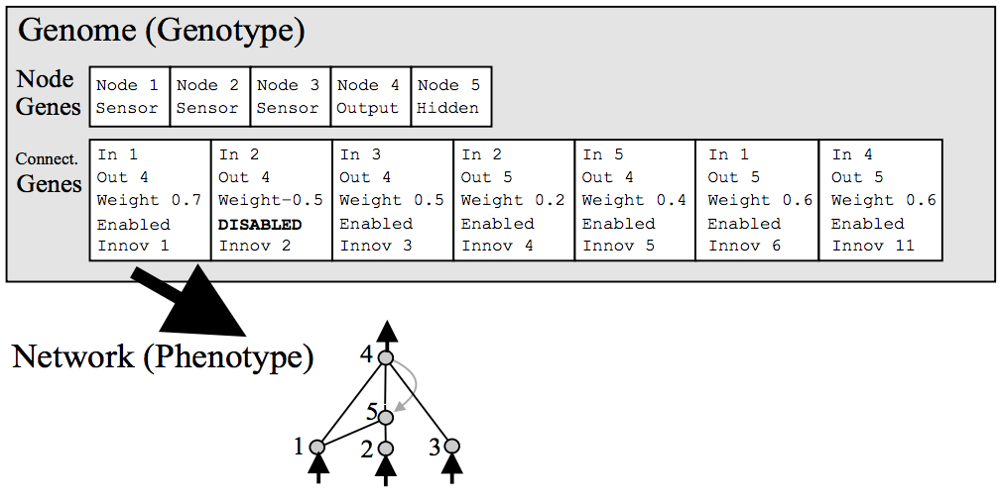 Genome (Genotype)
Node Genes
Node 1 Sensor
Node 2 Sensor
Node 3 Sensor
Node 4 Output
Node 5 Hidden
Connect. Genes
In 1
Out 4
Weight 0.7
Enabled
Innov 1
In 2
Out 4
Weight-0.5
DISABLED
Innov 2
In 3
Out 4
Weight 0.5
Enabled
Innov 3
In 2
Out 5
Weight 0.2
Enabled
Innov 4
In 5
Out 4
Weight 0.4
Enabled
Innov 5
In 1
Out 5
Weight 0.6
Enabled
Innov 6
In 4
Out 5
Weight 0.6
Enabled
Innov 11
Network (Phenotype)
4
5
1
2
3